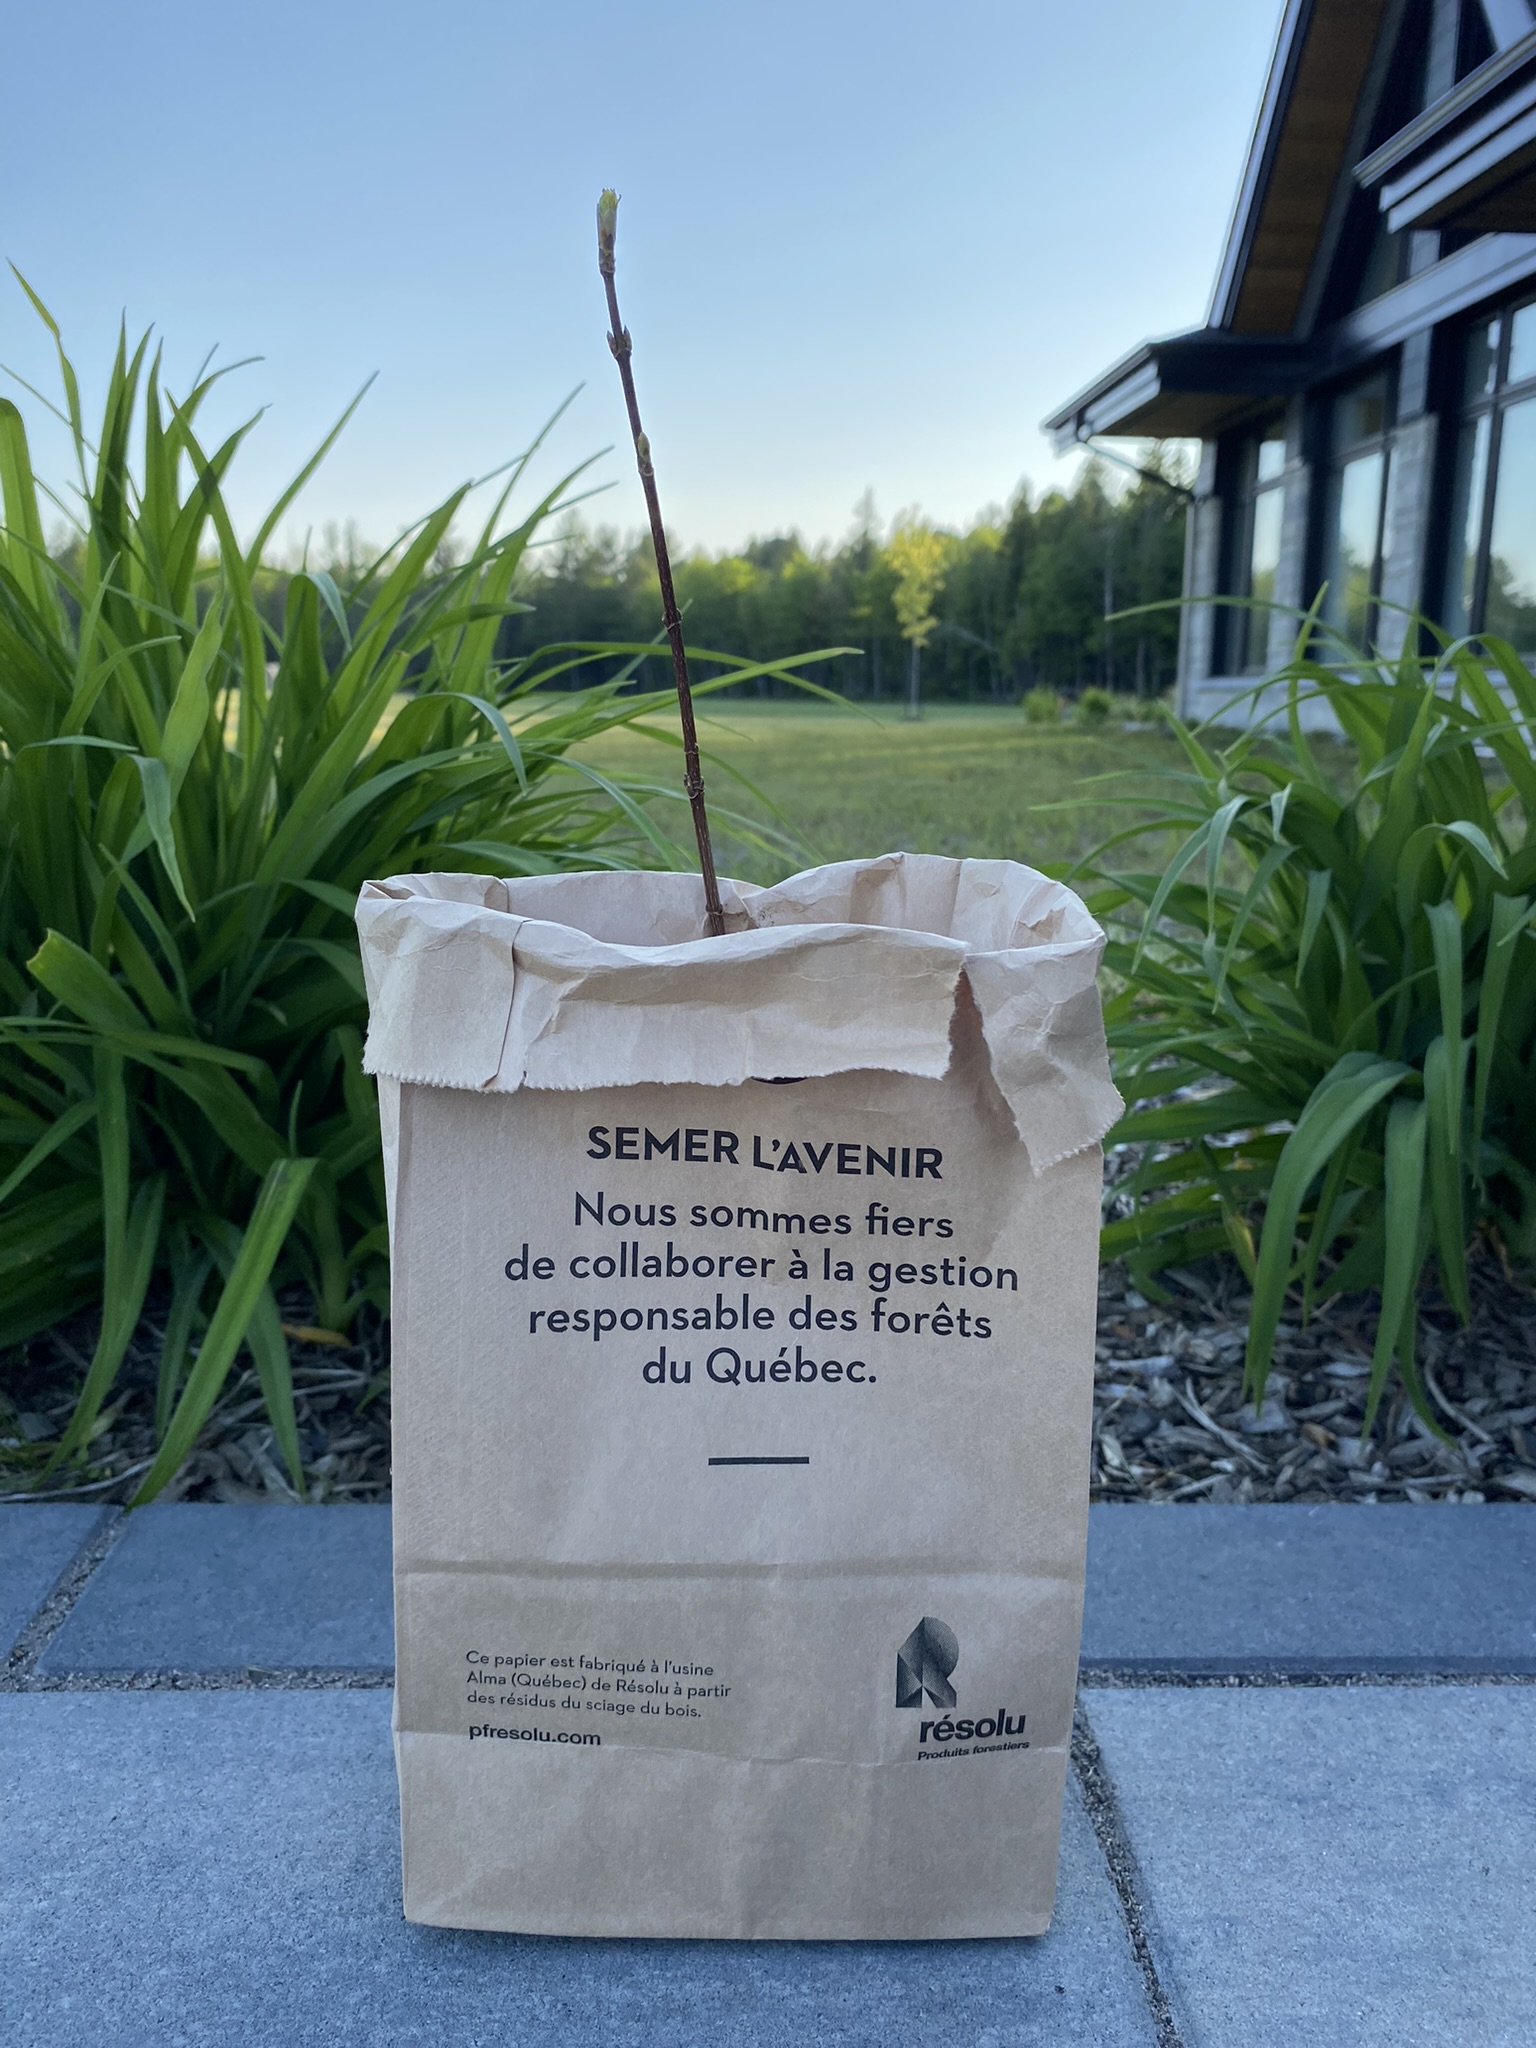 SEMER L'AVENIR
Nous sommes fiers
de collaborer à la gestion
responsable des forêts
du Québec.
Ce papier est fabriqué à l'usine
Alma (Québec) de Résolu à partir
des résidus du sciage du bois.
pfresolu.com
résolu
Produits forestiers